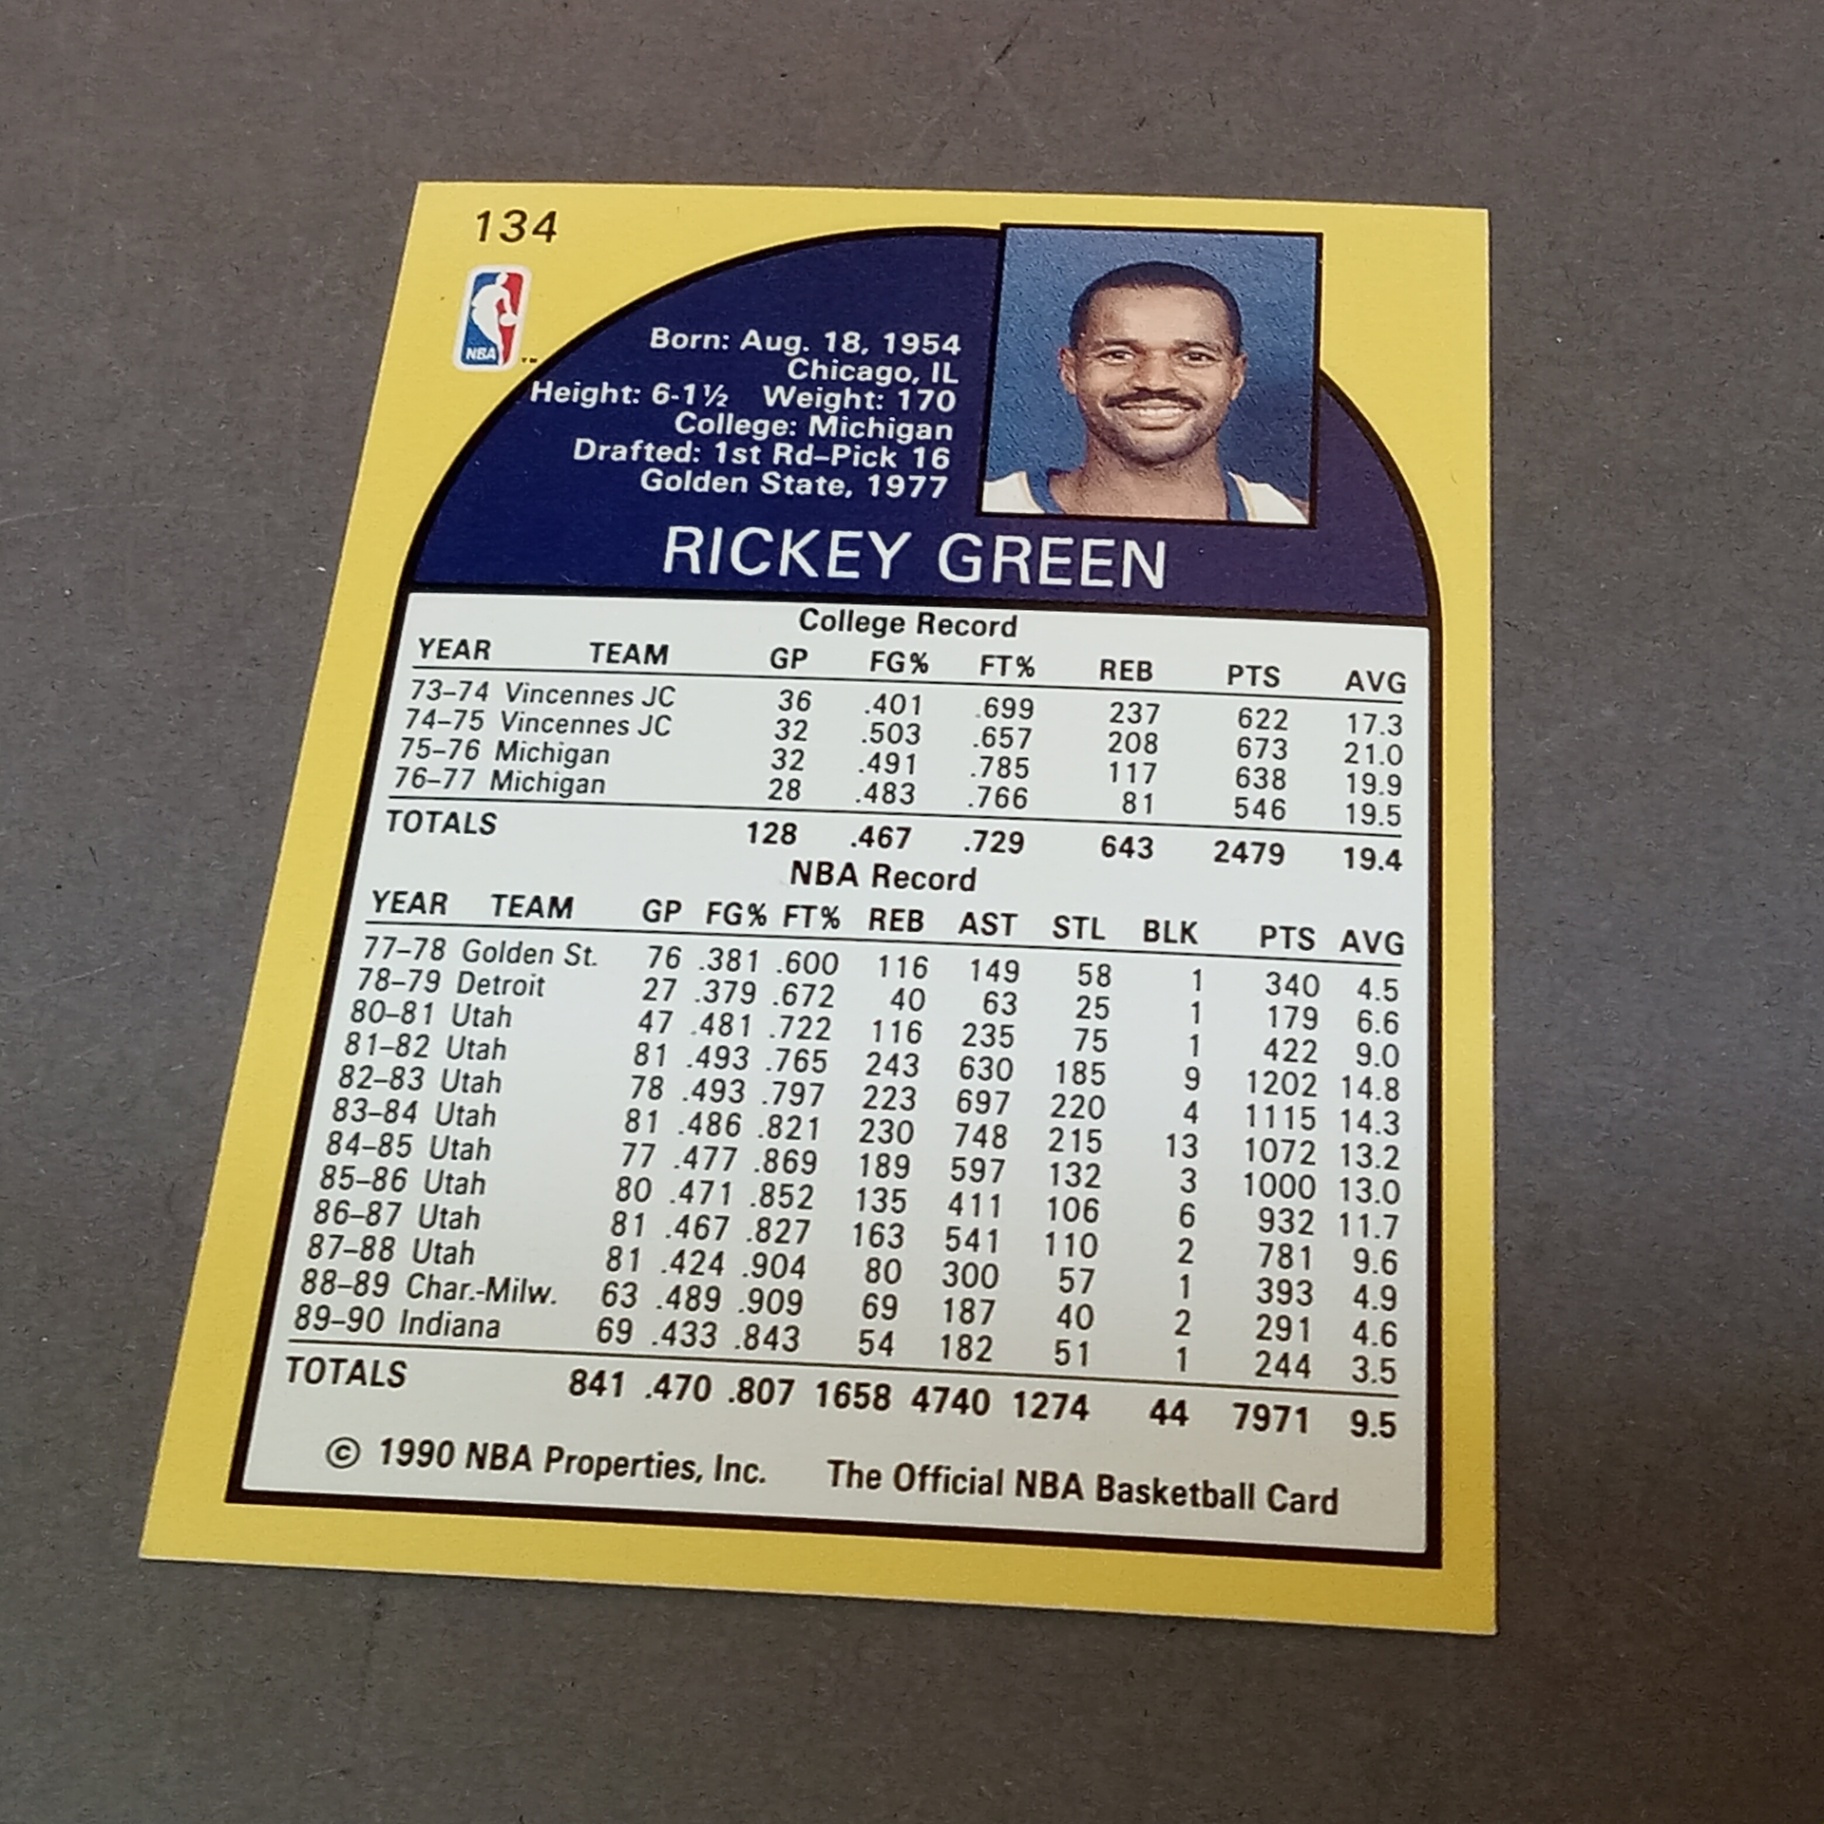 134
NBA
Born: Aug. 18, 1954
Chicago, IL
Height: 6-1½ Weight: 170
College: Michigan
Drafted: 1st Rd–Pick 16
Golden State, 1977
RICKEY GREEN
College Record
YEAR TEAM GP FG% FT% REB PTS AVG
73–74 Vincennes JC 36 .401 .699 237 622 17.3
74–75 Vincennes JC 32 .503 .657 208 673 21.0
75–76 Michigan 32 .491 .785 117 638 19.9
76–77 Michigan 28 .483 .766 81 546 19.5
TOTALS 128 .467 .729 643 2479 19.4
NBA Record
YEAR TEAM GP FG% FT% REB AST STL BLK PTS AVG
77–78 Golden St. 76 .381 .600 116 149 58 1 340 4.5
78–79 Detroit 27 .379 .672 40 63 25 1 179 6.6
80–81 Utah 47 .481 .722 116 235 75 1 422 9.0
81–82 Utah 81 .493 .765 243 630 185 9 1202 14.8
82–83 Utah 78 .493 .797 223 697 220 4 1115 14.3
83–84 Utah 81 .486 .821 230 748 215 13 1072 13.2
84–85 Utah 77 .477 .869 189 597 132 3 1000 13.0
85–86 Utah 80 .471 .852 135 411 106 6 932 11.7
86–87 Utah 81 .467 .827 163 541 110 2 781 9.6
87–88 Utah 81 .424 .904 80 300 57 1 393 4.9
88–89 Char.-Milw. 63 .489 .909 69 187 40 2 291 4.6
89–90 Indiana 69 .433 .843 54 182 51 1 244 3.5
TOTALS 841 .470 .807 1658 4740 1274 44 7971 9.5
© 1990 NBA Properties, Inc. The Official NBA Basketball Card